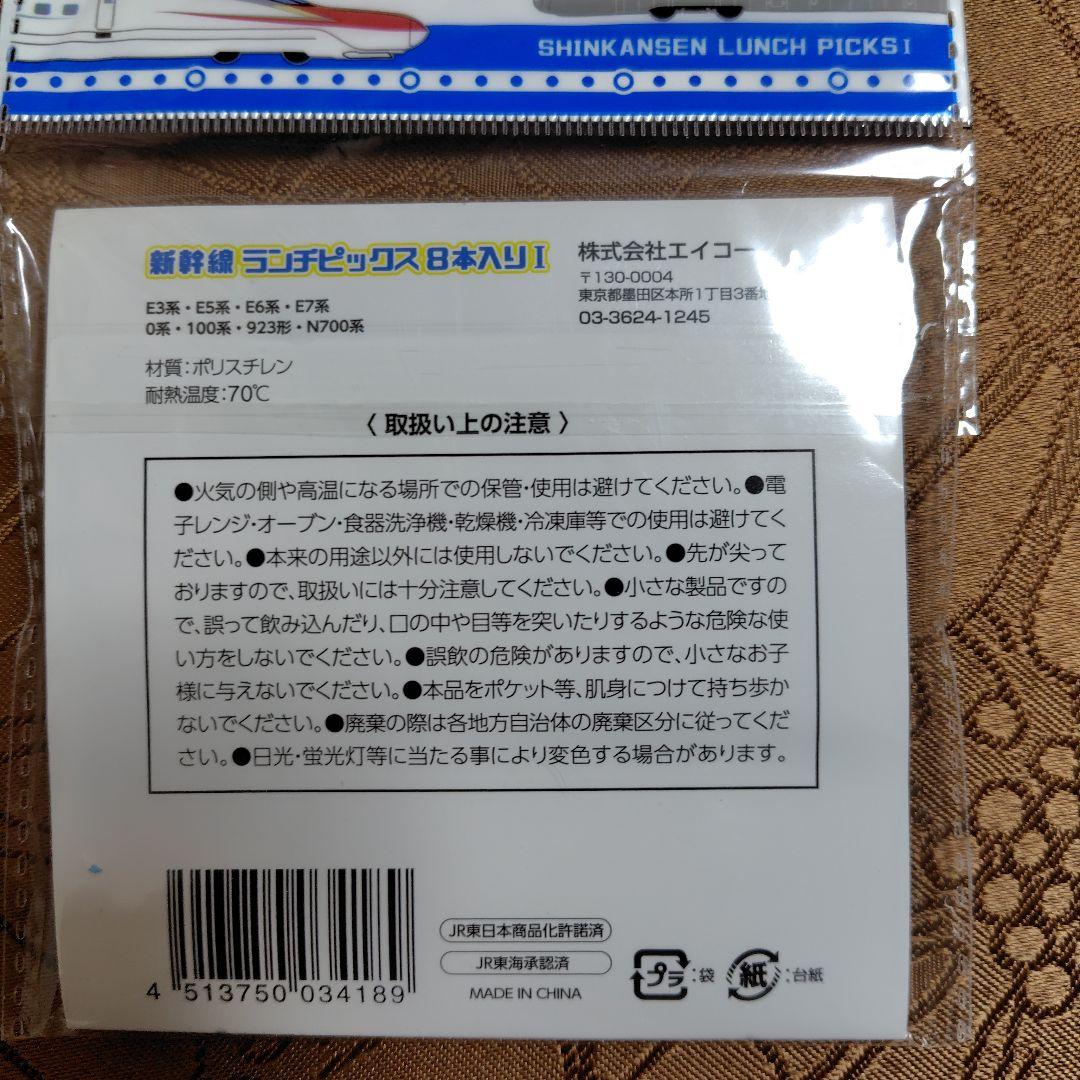 SHINKANSEN LUNCH PICKS I
新幹線 ランチピックス 8本入り I
E3系・E5系・E6系・E7系
0系・100系・923形・N700系
材質:ポリスチレン
耐熱温度:70℃
株式会社エイコー
〒130-0004
東京都墨田区本所1丁目3番
03-3624-1245
〈 取扱い上の注意 〉
●火気の側や高温になる場所での保管・使用は避けてください。●電
子レンジ・オーブン・食器洗浄機・乾燥機・冷凍庫等での使用は避けてく
ださい。●本来の用途以外には使用しないでください。●先が尖って
おりますので、取扱いには十分注意してください。●小さな製品ですの
で、誤って飲み込んだり、口の中や目等を突いたりするような危険な使
い方をしないでください。●誤飲の危険がありますので、小さなお子
様に与えないでください。●本品をポケット等、肌身につけて持ち歩か
ないでください。●廃棄の際は各地方自治体の廃棄区分に従ってくだ
さい。●日光・蛍光灯等に当たる事により変色する場合があります。
4 513750 034189
JR東日本商品化許諾済
JR東海承認済
MADE IN CHINA
プラ:袋
紙:台紙